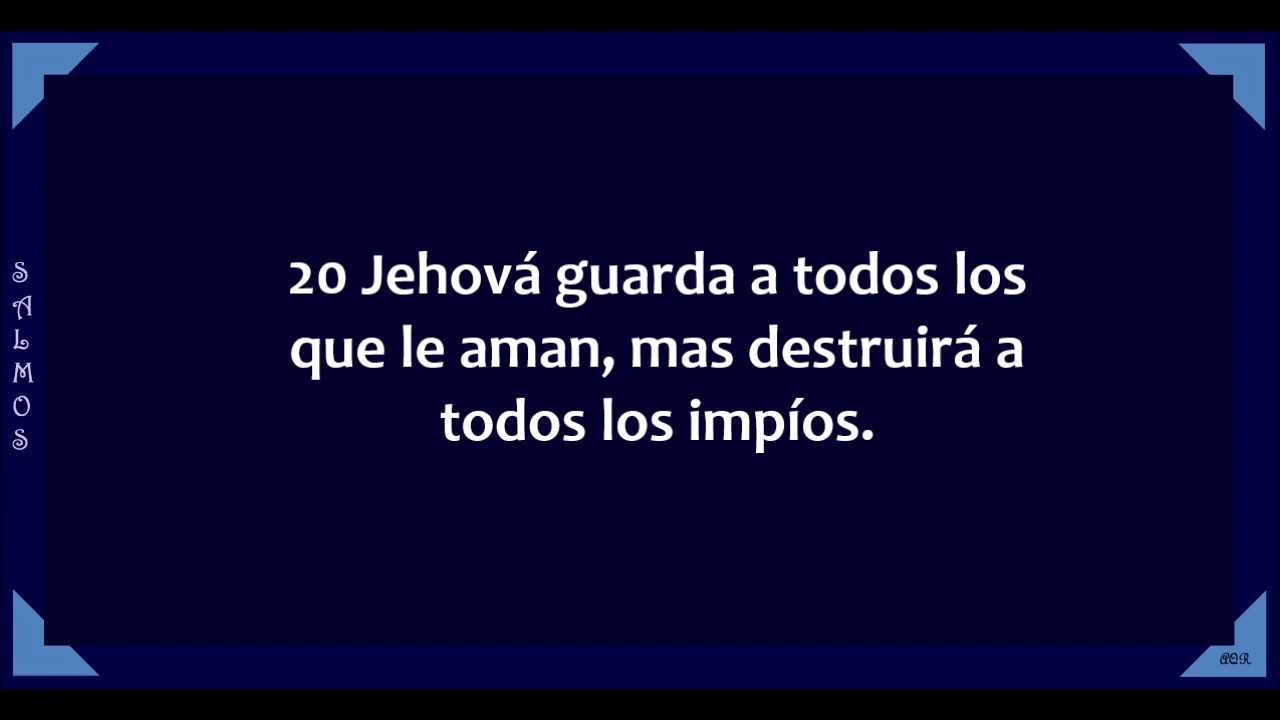 SALMOS
20 Jehová guarda a todos los
que le aman, mas destruirá a
todos los impíos.